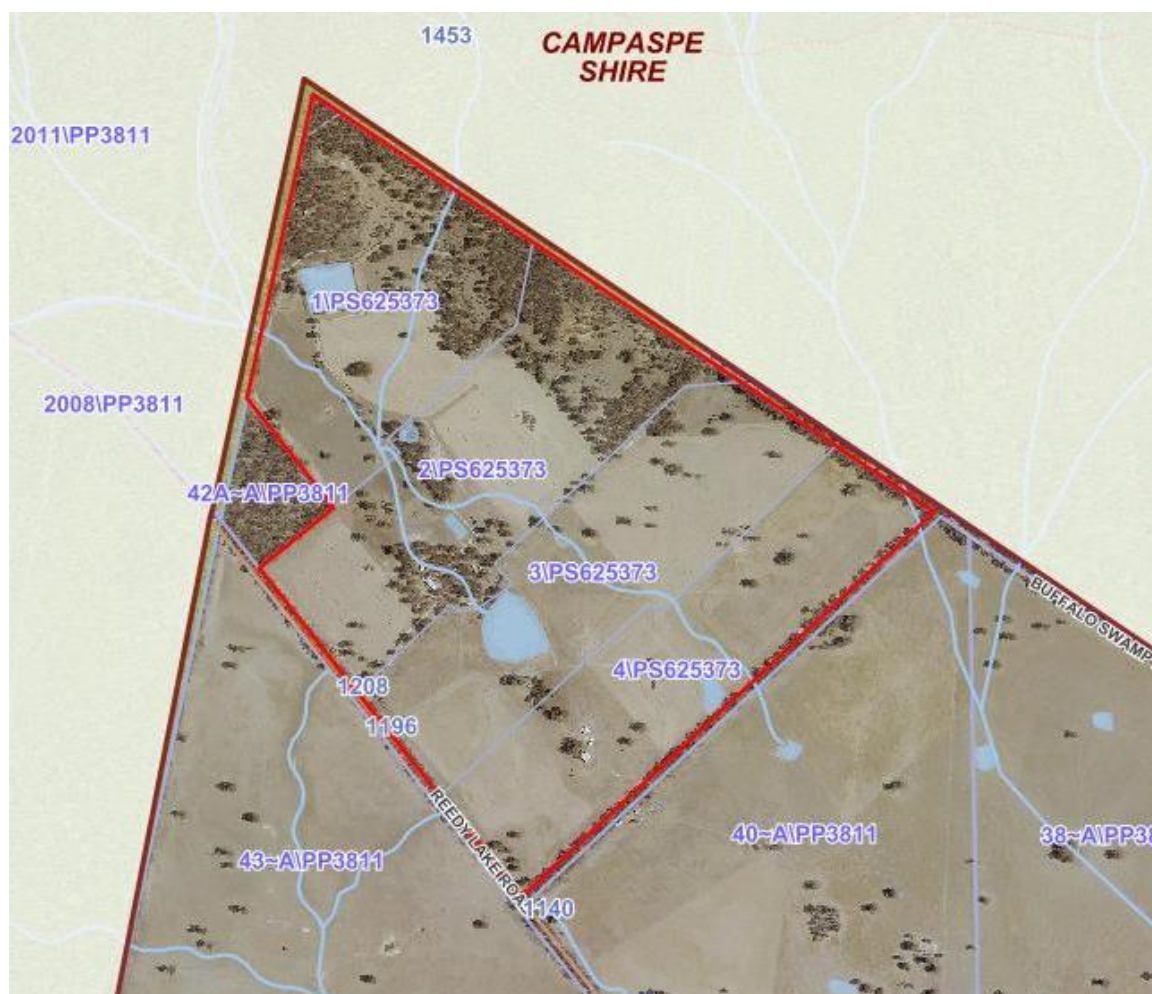 1453
CAMPASPE
SHIRE
2011\PP3811
1\PS625373
2008\PP3811
2\PS625373
42A~A\PP3811
3\PS625373
BUFFALO SWAMP
4\PS625373
1208
1196
REEDY LAKE ROAD
43~A\PP3811
40~A\PP3811
38~A\PP38
1140